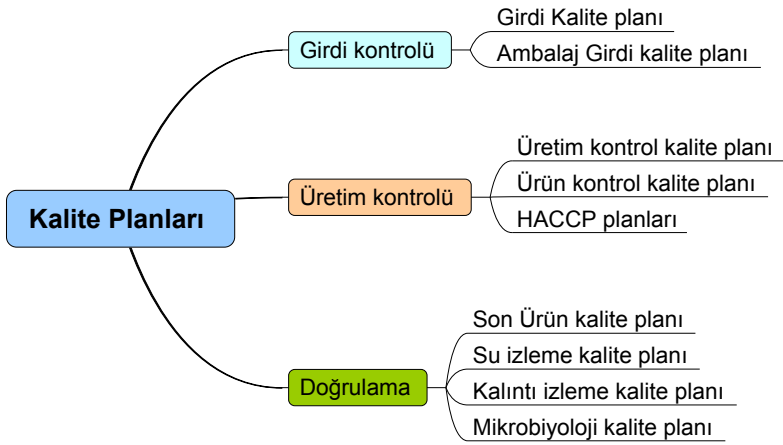 Kalite Planları
Girdi kontrolü
Girdi Kalite planı
Ambalaj Girdi kalite planı
Üretim kontrolü
Üretim kontrol kalite planı
Ürün kontrol kalite planı
HACCP planları
Doğrulama
Son Ürün kalite planı
Su izleme kalite planı
Kalıntı izleme kalite planı
Mikrobiyoloji kalite planı